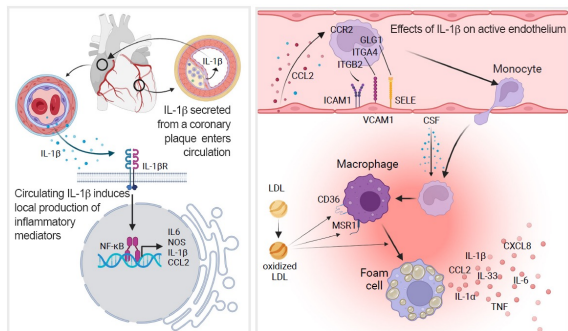 IL-1β
IL-1β secreted
from a coronary
plaque enters
circulation
IL-1β
IL-1βR
Circulating IL-1β induces
local production of
inflammatory
mediators
NF-κB
IL6
NOS
IL-1β
CCL2
Effects of IL-1β on active endothelium
CCR2
GLG1
ITGA4
ITGB2
CCL2
Monocyte
ICAM1
SELE
VCAM1
CSF
Macrophage
LDL
CD36
MSR1
oxidized
LDL
Foam
cell
CXCL8
IL-1β
CCL2
IL-33
IL-6
IL-1α
TNF